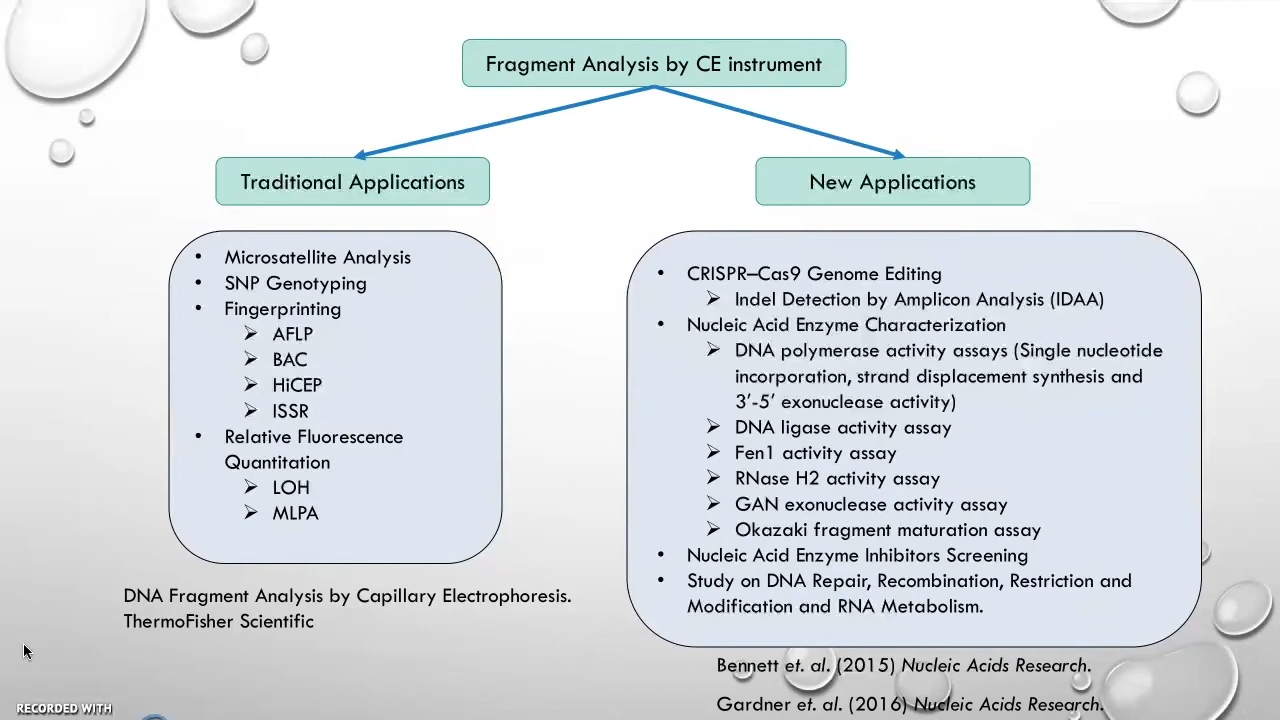 Fragment Analysis by CE instrument
Traditional Applications
New Applications
• Microsatellite Analysis
• SNP Genotyping
• Fingerprinting
➢ AFLP
➢ BAC
➢ HiCEP
➢ ISSR
• Relative Fluorescence
Quantitation
➢ LOH
➢ MLPA
DNA Fragment Analysis by Capillary Electrophoresis.
ThermoFisher Scientific
• CRISPR–Cas9 Genome Editing
➢ Indel Detection by Amplicon Analysis (IDAA)
• Nucleic Acid Enzyme Characterization
➢ DNA polymerase activity assays (Single nucleotide
incorporation, strand displacement synthesis and
3’-5’ exonuclease activity)
➢ DNA ligase activity assay
➢ Fen1 activity assay
➢ RNase H2 activity assay
➢ GAN exonuclease activity assay
➢ Okazaki fragment maturation assay
• Nucleic Acid Enzyme Inhibitors Screening
• Study on DNA Repair, Recombination, Restriction and
Modification and RNA Metabolism.
Bennett et. al. (2015) Nucleic Acids Research.
Gardner et. al. (2016) Nucleic Acids Research.
RECORDED WITH